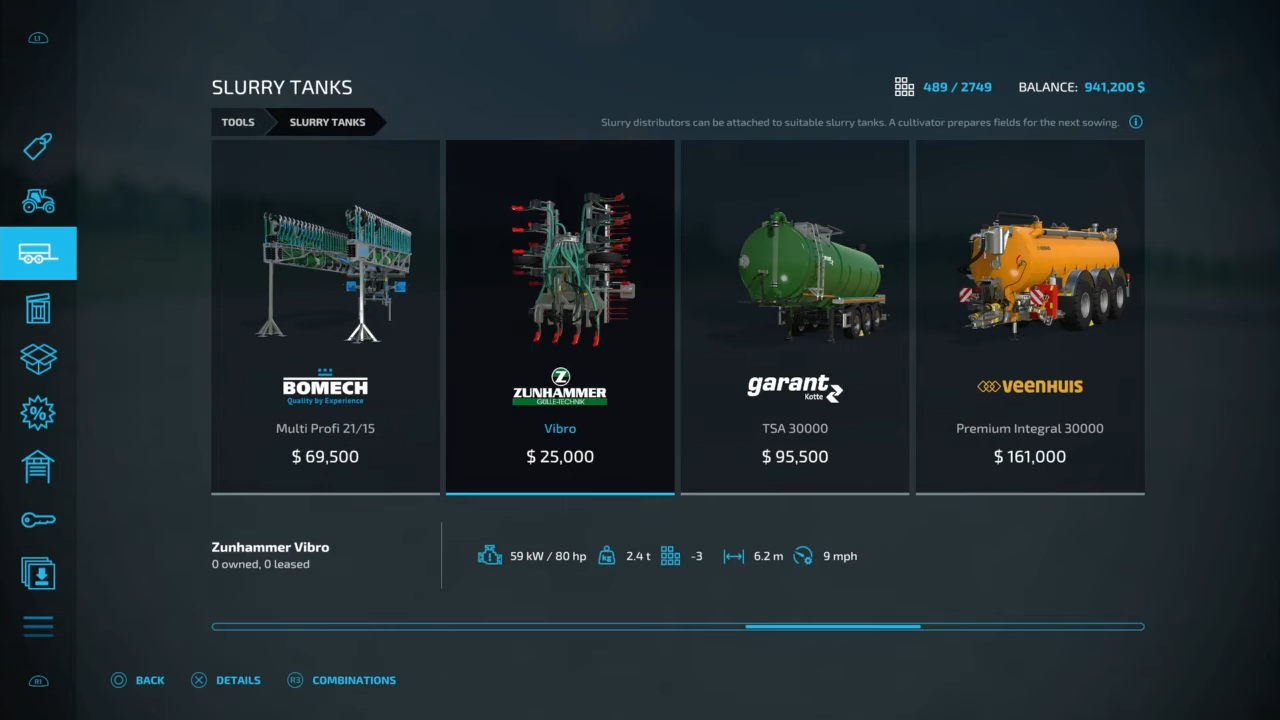 L1
SLURRY TANKS
489 / 2749
BALANCE: 941,200 $
TOOLS
SLURRY TANKS
Slurry distributors can be attached to suitable slurry tanks. A cultivator prepares fields for the next sowing.
BOMECH
Quality by Experience
Multi Profi 21/15
$ 69,500
Z
ZUNHAMMER
GÜLLE-TECHNIK
Vibro
$ 25,000
garant
Kotte
TSA 30000
$ 95,500
VEENHUIS
Premium Integral 30000
$ 161,000
Zunhammer Vibro
0 owned, 0 leased
59 kW / 80 hp
kg
2.4 t
-3
6.2 m
9 mph
R1
BACK
DETAILS
R3
COMBINATIONS